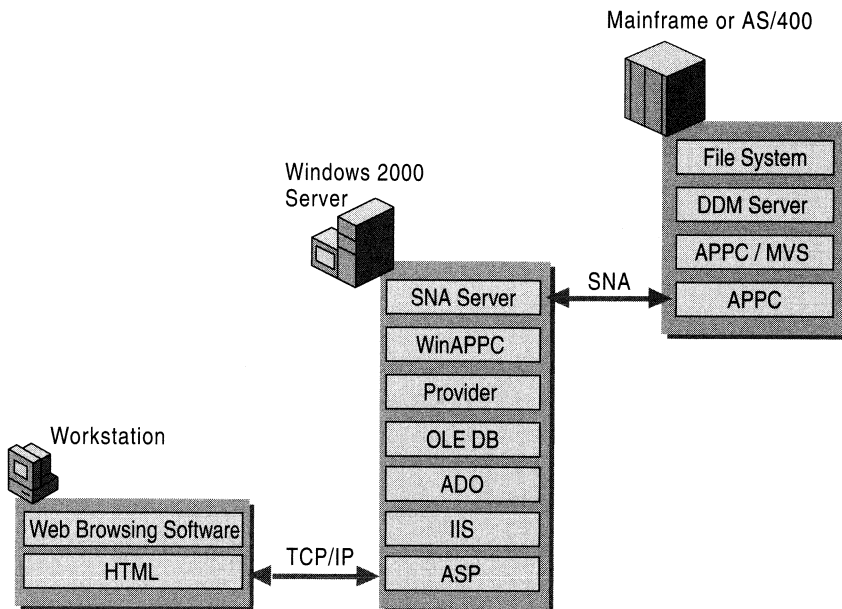 Mainframe or AS/400
File System
DDM Server
APPC / MVS
APPC
Windows 2000
Server
SNA Server
WinAPPC
Provider
OLE DB
ADO
IIS
ASP
SNA
Workstation
Web Browsing Software
HTML
TCP/IP